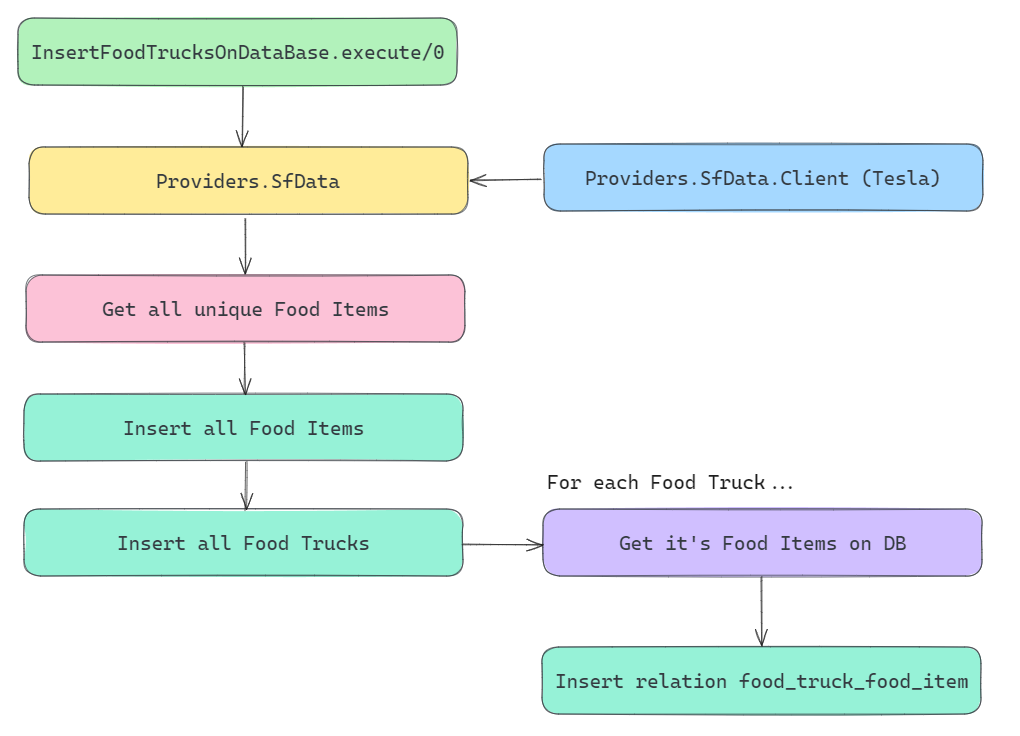 InsertFoodTrucksOnDataBase.execute/0
Providers.SfData
Providers.SfData.Client (Tesla)
Get all unique Food Items
Insert all Food Items
For each Food Truck...
Insert all Food Trucks
Get it's Food Items on DB
Insert relation food_truck_food_item